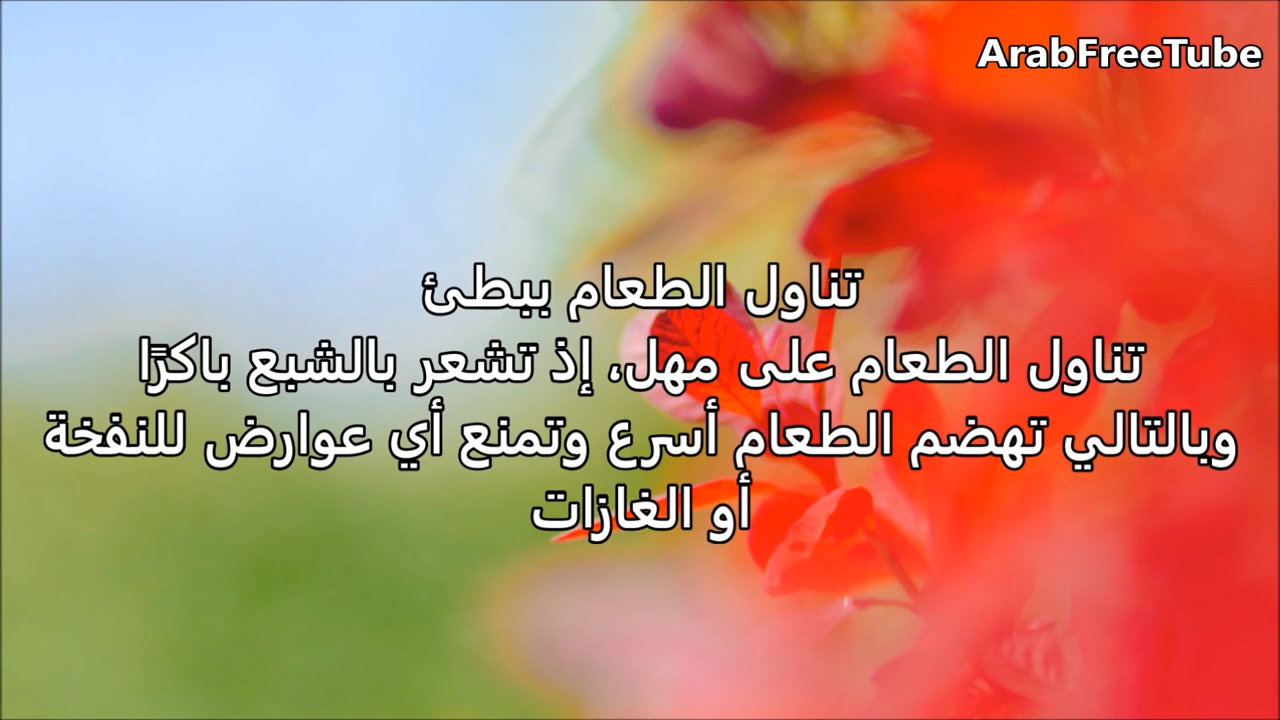 ArabFreeTube
تناول الطعام ببطئ
تناول الطعام على مهل، إذ تشعر بالشبع باكرًا
وبالتالي تهضم الطعام أسرع وتمنع أي عوارض للنفخة
أو الغازات